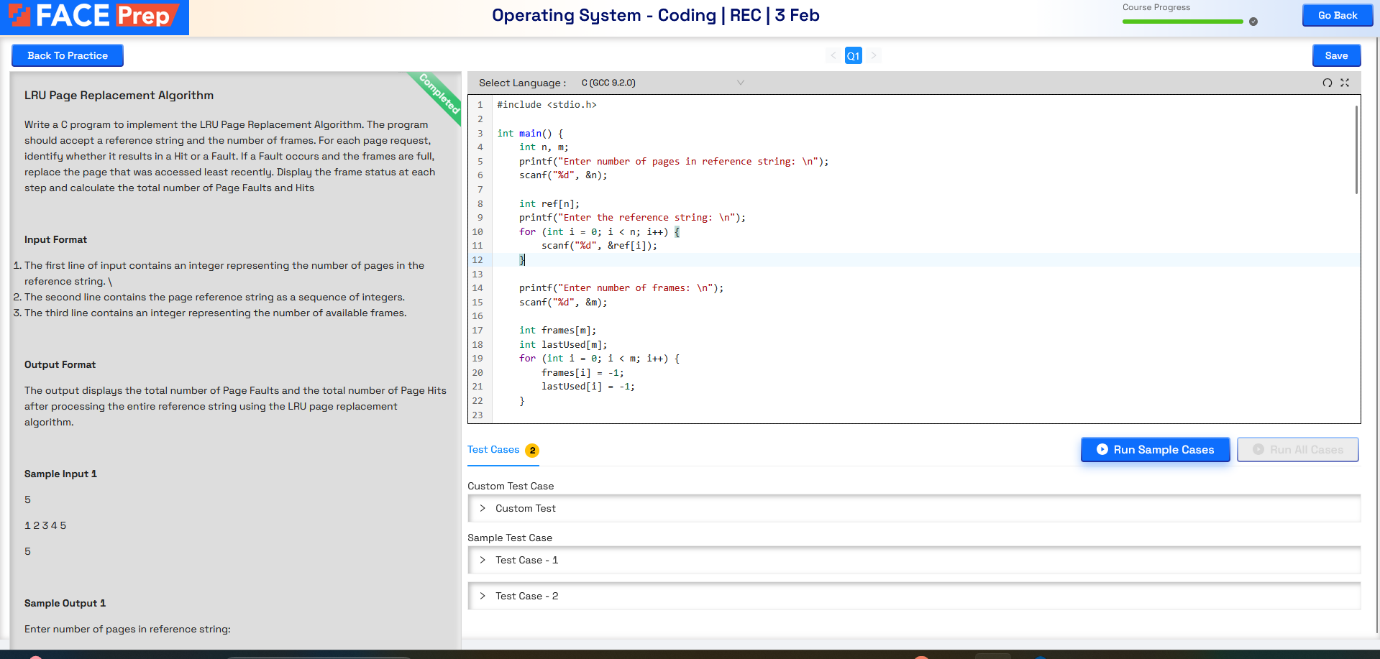 FACE Prep
Operating System - Coding | REC | 3 Feb
Course Progress
Go Back
Back To Practice
< Q1 >
Save
Completed
LRU Page Replacement Algorithm
Write a C program to implement the LRU Page Replacement Algorithm. The program
should accept a reference string and the number of frames. For each page request,
identify whether it results in a Hit or a Fault. If a Fault occurs and the frames are full,
replace the page that was accessed least recently. Display the frame status at each
step and calculate the total number of Page Faults and Hits
Input Format
1. The first line of input contains an integer representing the number of pages in the
reference string. \
2. The second line contains the page reference string as a sequence of integers.
3. The third line contains an integer representing the number of available frames.
Output Format
The output displays the total number of Page Faults and the total number of Page Hits
after processing the entire reference string using the LRU page replacement
algorithm.
Sample Input 1
5
1 2 3 4 5
5
Sample Output 1
Enter number of pages in reference string:
Select Language : C (GCC 9.2.0)
1 #include <stdio.h>
2
3 int main() {
4 int n, m;
5 printf("Enter number of pages in reference string: \n");
6 scanf("%d", &n);
7
8 int ref[n];
9 printf("Enter the reference string: \n");
10 for (int i = 0; i < n; i++) {
11 scanf("%d", &ref[i]);
12 }
13
14 printf("Enter number of frames: \n");
15 scanf("%d", &m);
16
17 int frames[m];
18 int lastUsed[m];
19 for (int i = 0; i < m; i++) {
20 frames[i] = -1;
21 lastUsed[i] = -1;
22 }
23
Test Cases 2
Run Sample Cases
Run All Cases
Custom Test Case
> Custom Test
Sample Test Case
> Test Case - 1
> Test Case - 2